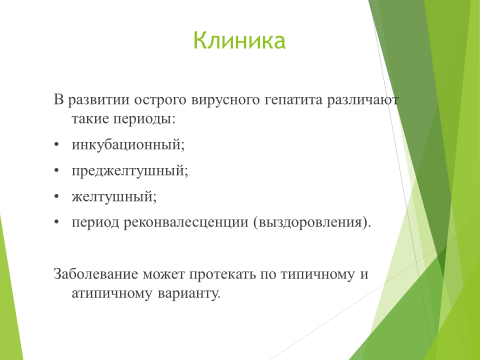 Клиника
В развитии острого вирусного гепатита различают
такие периоды:
• инкубационный;
• преджелтушный;
• желтушный;
• период реконвалесценции (выздоровления).
Заболевание может протекать по типичному и
атипичному варианту.